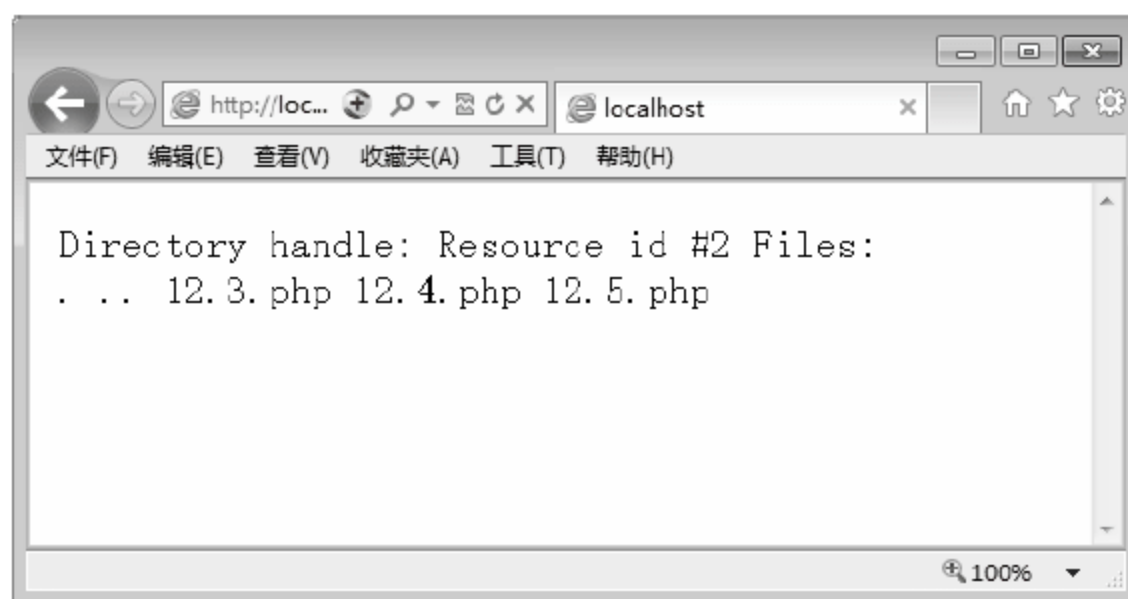 http://loc...
localhost
文件(F) 编辑(E) 查看(V) 收藏夹(A) 工具(T) 帮助(H)
Directory handle: Resource id #2 Files:
. .. 12.3.php 12.4.php 12.5.php
100%